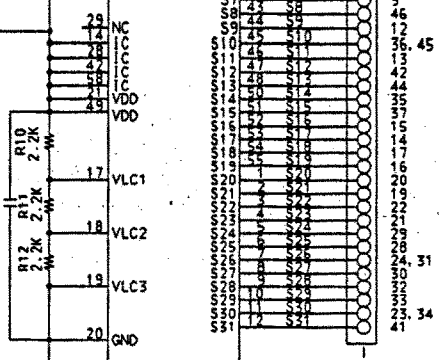 29 NC
14 IC
28 IC
42 IC
IC
21 VDD
49 VDD
R10 2.2K
17 VLC1
R11 2.2K
18 VLC2
R12 2.2K
19 VLC3
20 GND
S8 43 S8 46
S9 44 S9 12
S10 45 S10 36, 45
S11 46 S11 13
S12 47 S12 42
S13 48 S13 44
S14 50 S14 35
S15 51 S15 37
S16 52 S16 15
S17 53 S17 14
S18 54 S18 17
S19 55 S19 16
S20 1 S20 20
S21 2 S21 19
S22 3 S22 22
S23 4 S23 21
S24 5 S24 29
S25 6 S25 28
S26 7 S26 24, 31
S27 8 S27 30
S28 9 S28 32
S29 10 S29 33
S30 11 S30 23, 34
S31 12 S31 41